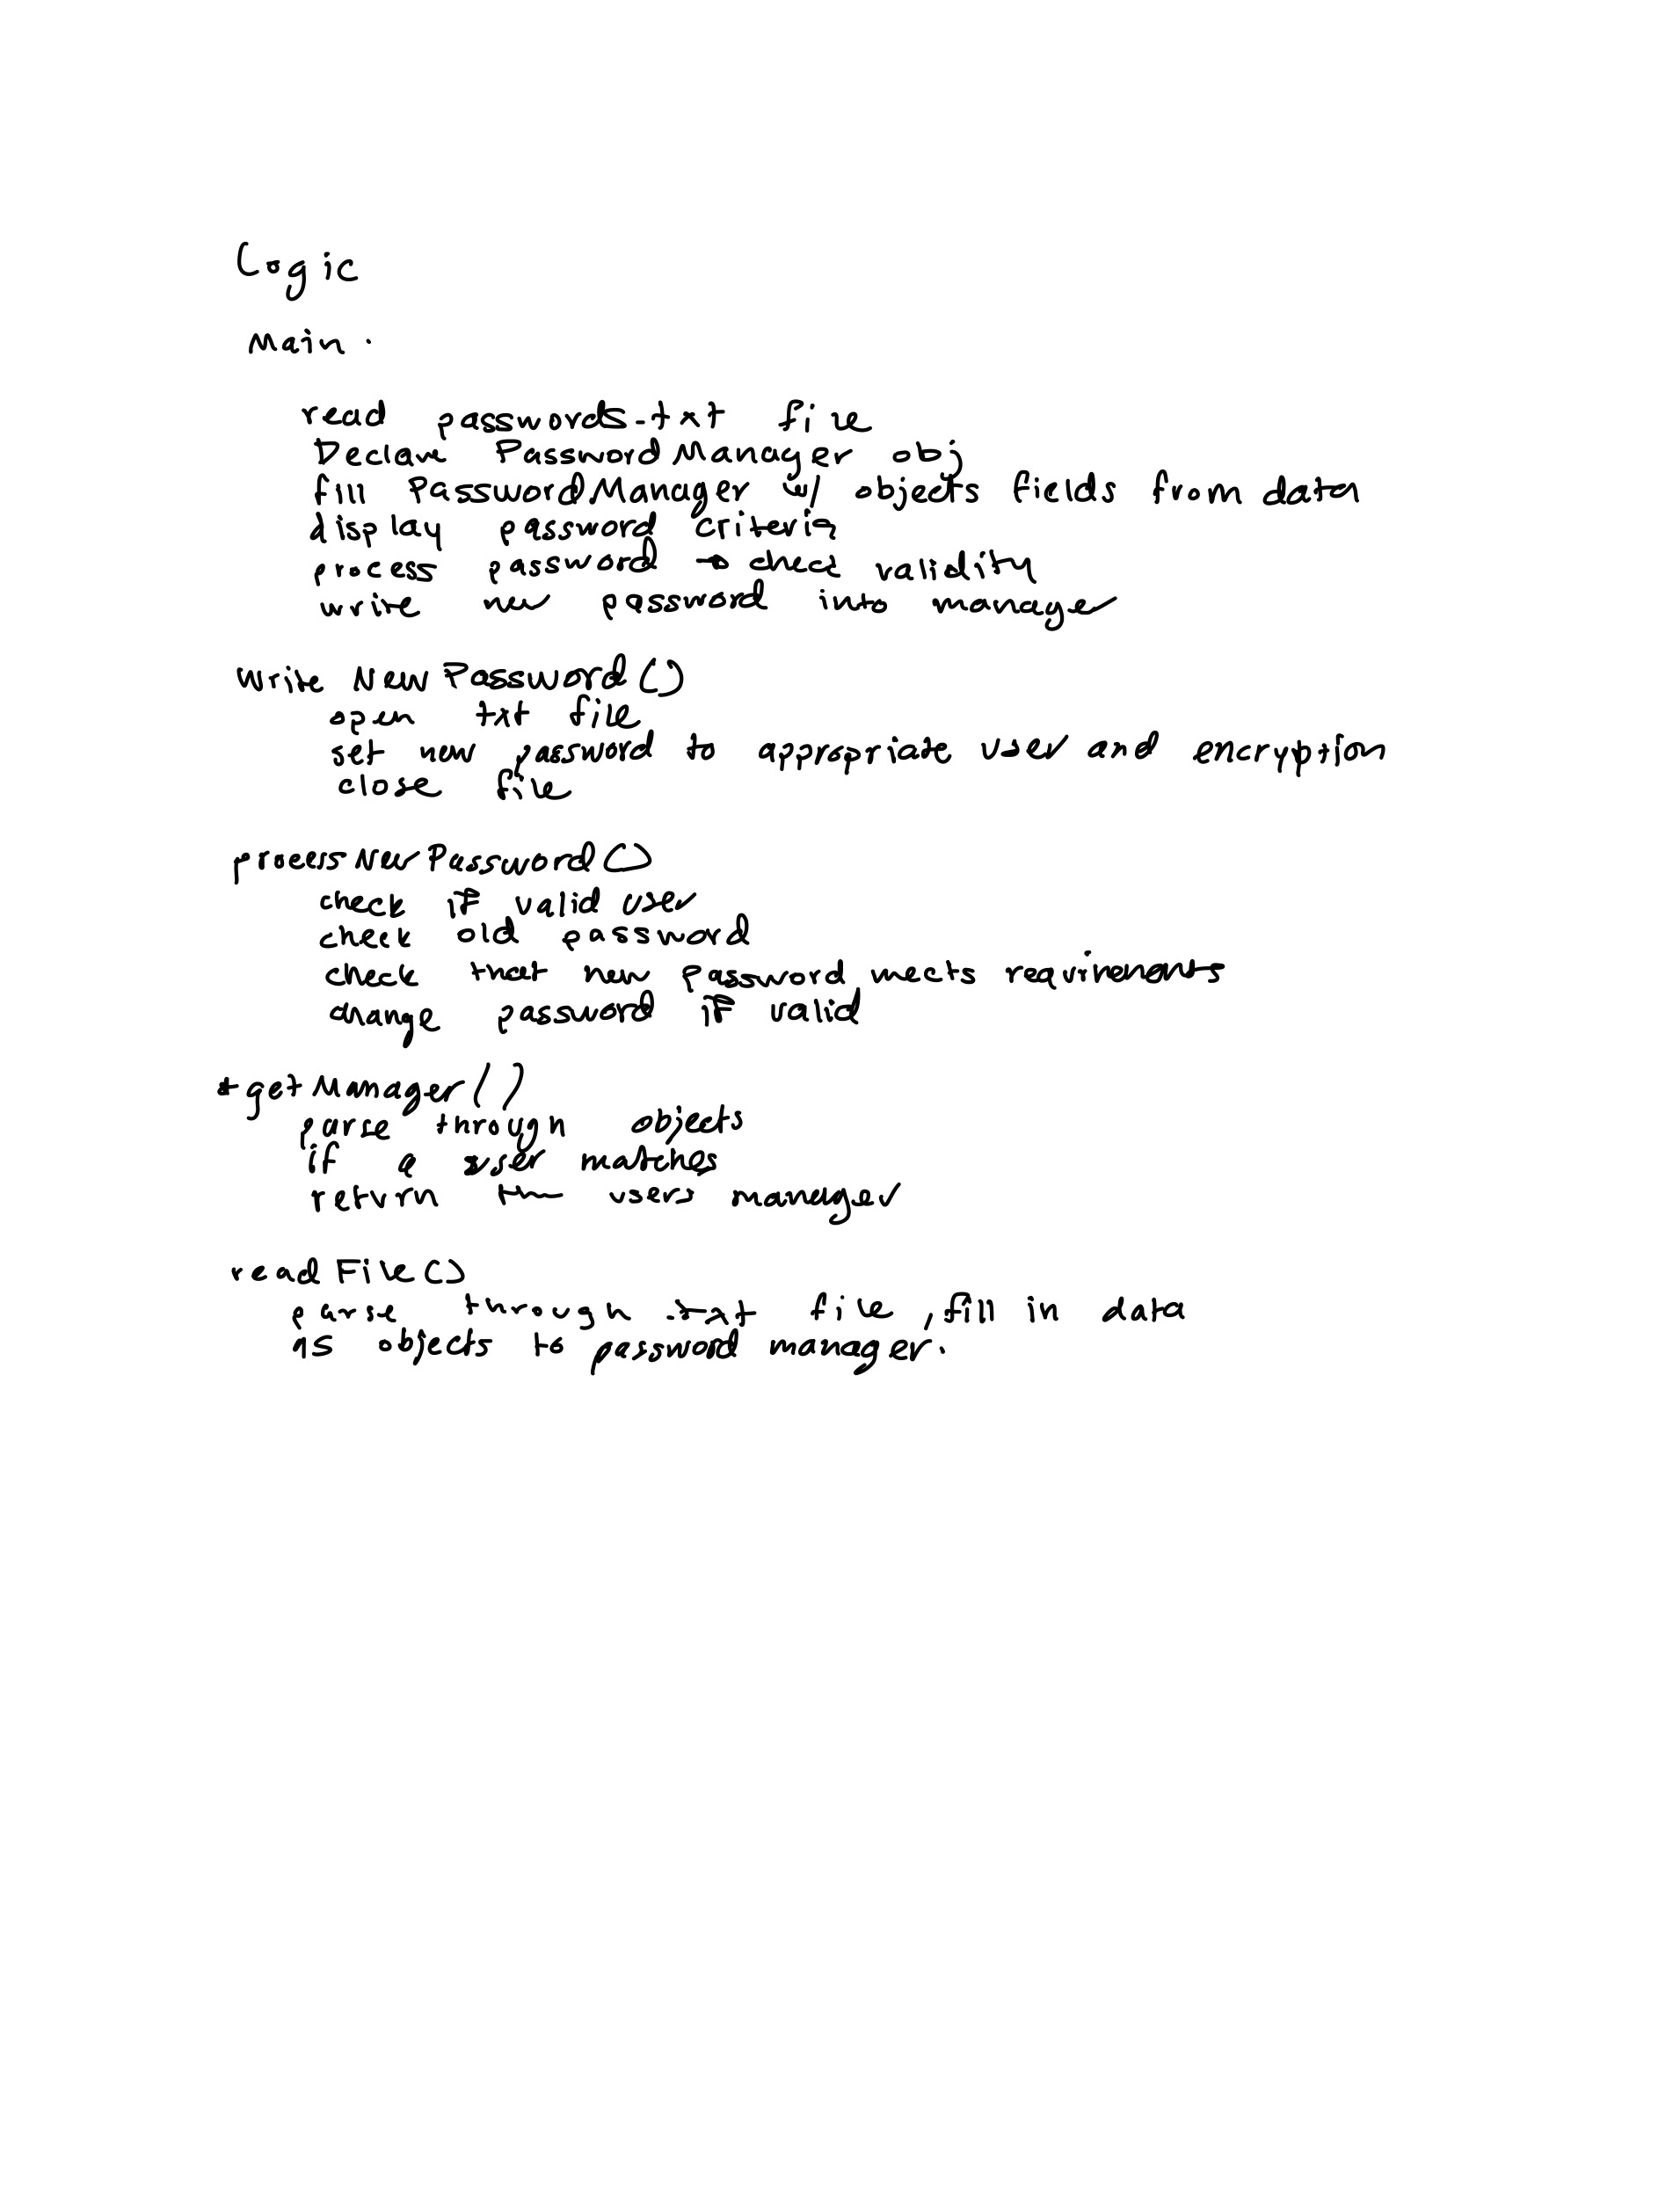 Logic
Main.
read passwords.txt file
Declare PasswordManager obj
fill PasswordManager w/ objects fields from data
display password criteria
process password → check validity
write new password into manager
Write New Password()
open txt file
set new password to appropriate user and encryption
close file
process New Password()
check if valid user
check old password
check that new password meets requirements
change password if valid
*getManager()
parse through objects
if a user matches
return the users manager
read File()
parse through .txt file, fill in data
as objects to password manager.